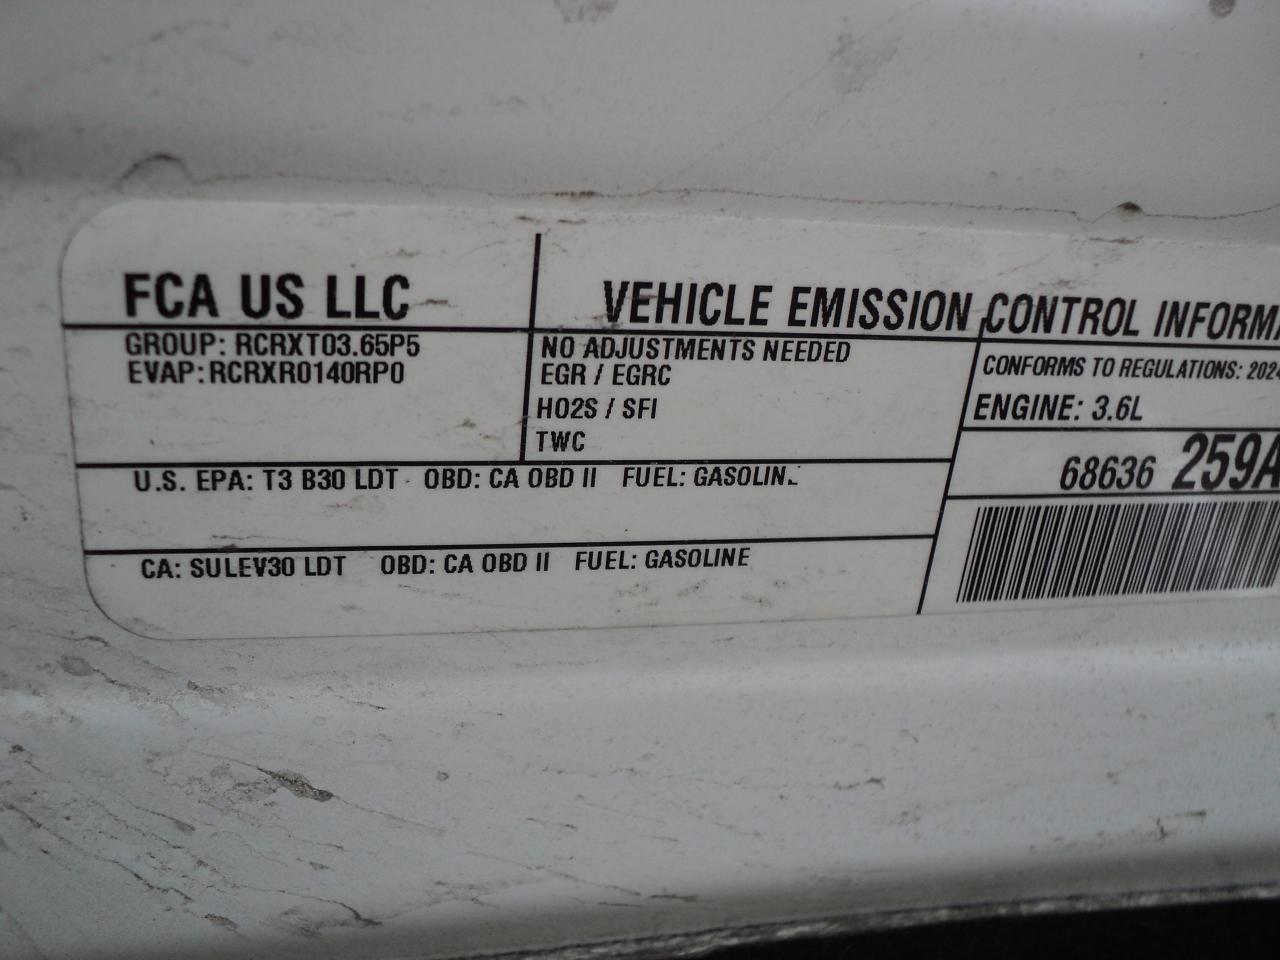 FCA US LLC
VEHICLE EMISSION CONTROL INFORM
GROUP: RCRXT03.65P5
EVAP: RCRXR0140RP0
NO ADJUSTMENTS NEEDED
EGR / EGRC
HO2S / SFI
TWC
CONFORMS TO REGULATIONS: 2024
ENGINE: 3.6L
68636 259A
U.S. EPA: T3 B30 LDT OBD: CA OBD II FUEL: GASOLIN
CA: SULEV30 LDT OBD: CA OBD II FUEL: GASOLINE